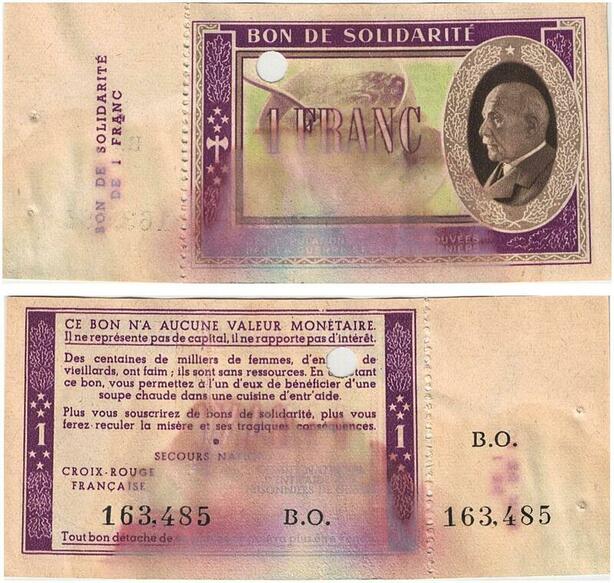 BON DE SOLIDARITÉ
DE 1 FRANC
BON DE SOLIDARITÉ
1 FRANC
CE BON N'A AUCUNE VALEUR MONÉTAIRE.
Il ne représente pas de capital, il ne rapporte pas d'intérêt.
Des centaines de milliers de femmes, d'en de
vieillards, ont faim ; ils sont sans ressources. En tant
ce bon, vous permettez à l'un d'eux de bénéficier d'une
soupe chaude dans une cuisine d'entr'aide.
Plus vous souscrirez de bons de solidarité, plus vous
ferez reculer la misère et ses tragiques conséquences.
1
1
SECOURS NATI
CROIX-ROUGE
FRANÇAISE
163,485 B.O.
Tout bon détaché de
B.O.
163,485